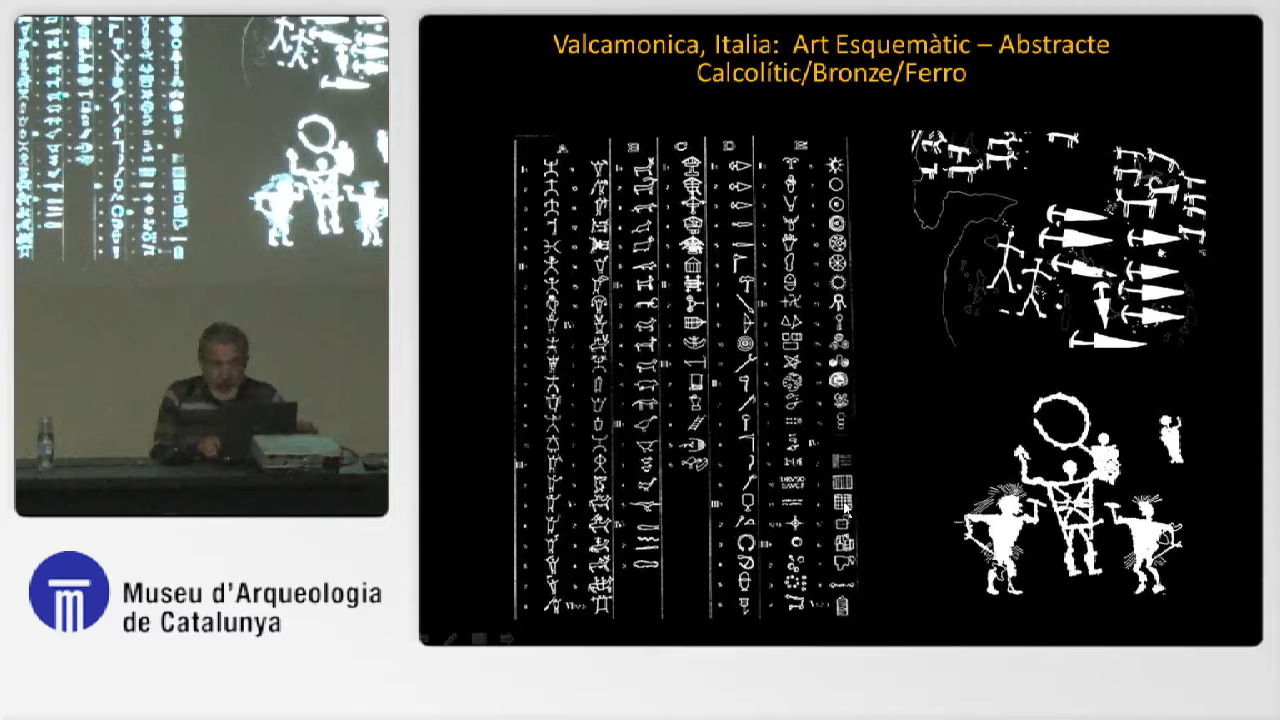 Valcamonica, Italia: Art Esquemàtic – Abstracte
Calcolític/Bronze/Ferro
A B C D E
Museu d'Arqueologia
de Catalunya